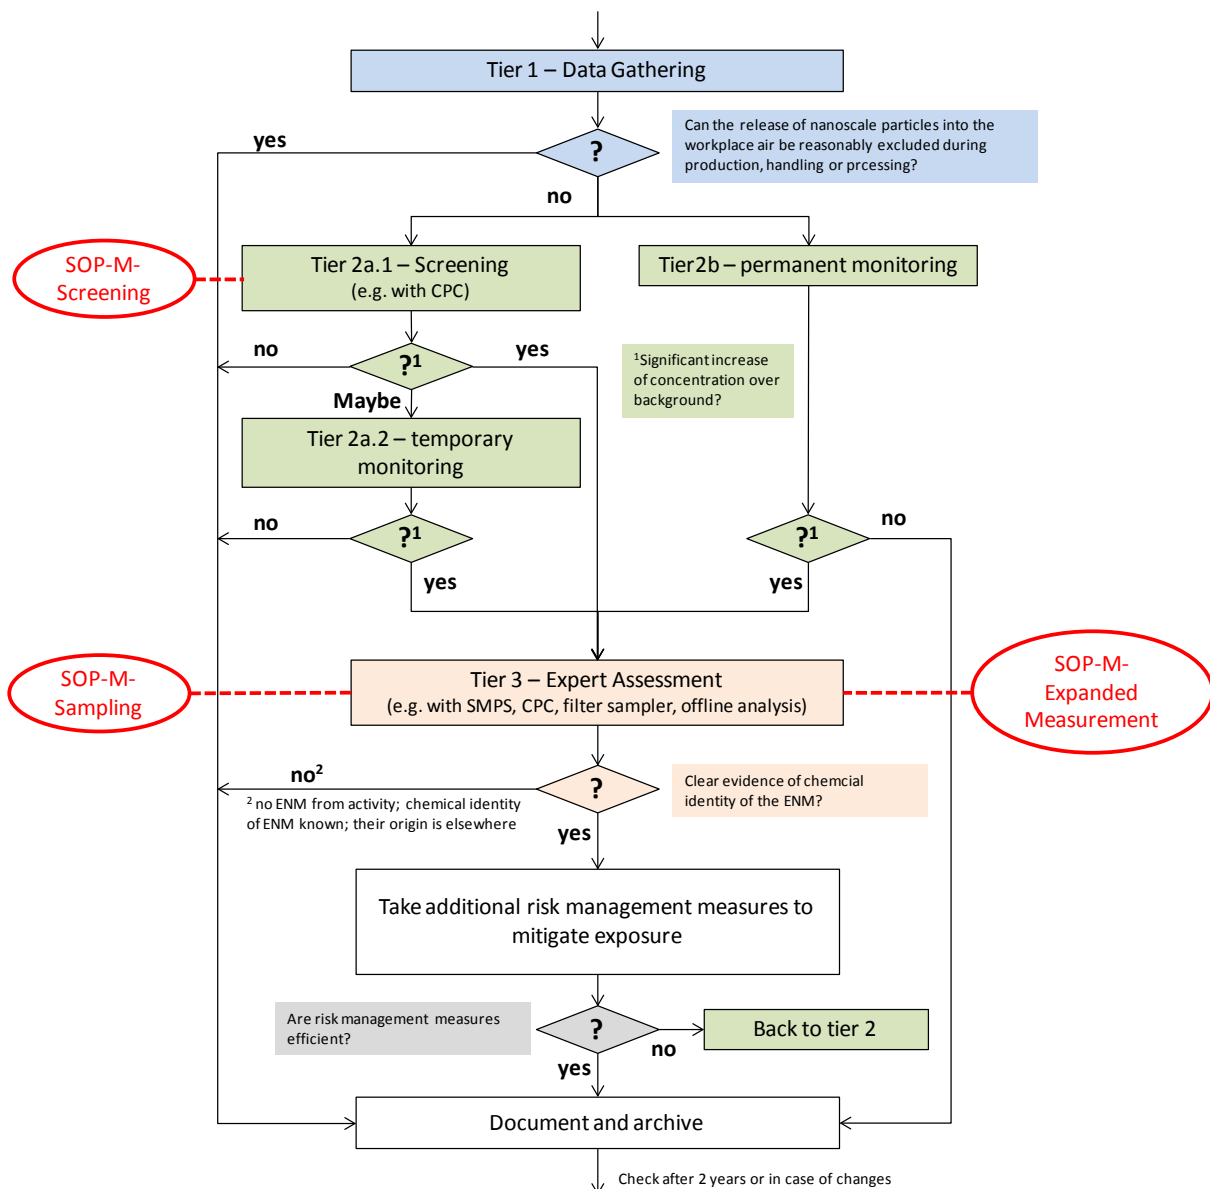 Tier 1 – Data Gathering
yes
?
Can the release of nanoscale particles into the
workplace air be reasonably excluded during
production, handling or prcessing?
no
SOP-M-
Screening
Tier 2a.1 – Screening
(e.g. with CPC)
Tier2b – permanent monitoring
no
?1
yes
1Significant increase
of concentration over
background?
Maybe
Tier 2a.2 – temporary
monitoring
no
?1
yes
?1
no
yes
SOP-M-
Sampling
Tier 3 – Expert Assessment
(e.g. with SMPS, CPC, filter sampler, offline analysis)
SOP-M-
Expanded
Measurement
no2
2 no ENM from activity; chemical identity
of ENM known; their origin is elsewhere
?
Clear evidence of chemcial
identity of the ENM?
yes
Take additional risk management measures to
mitigate exposure
Are risk management measures
efficient?
?
no
Back to tier 2
yes
Document and archive
Check after 2 years or in case of changes